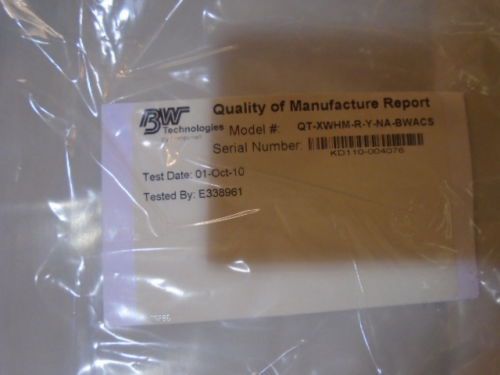 BW
Technologies
Quality of Manufacture Report
Model #: QT-XWHM-R-Y-NA-BWACS
Serial Number:
KD110-004076
Test Date: 01-Oct-10
Tested By: E338961